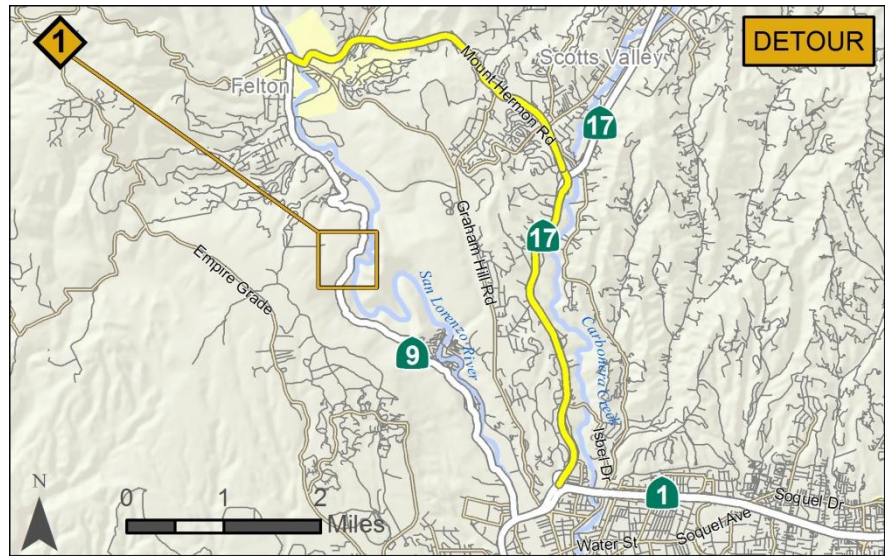 1
DETOUR
Felton
Scotts Valley
Mount Hermon Rd
17
17
Graham Hill Rd
Empire Grade
San Lorenzo River
Carbonera Creek
9
Isbel Dr
1
Soquel Dr
Soquel Ave
Water St
N
0 1 2
Miles